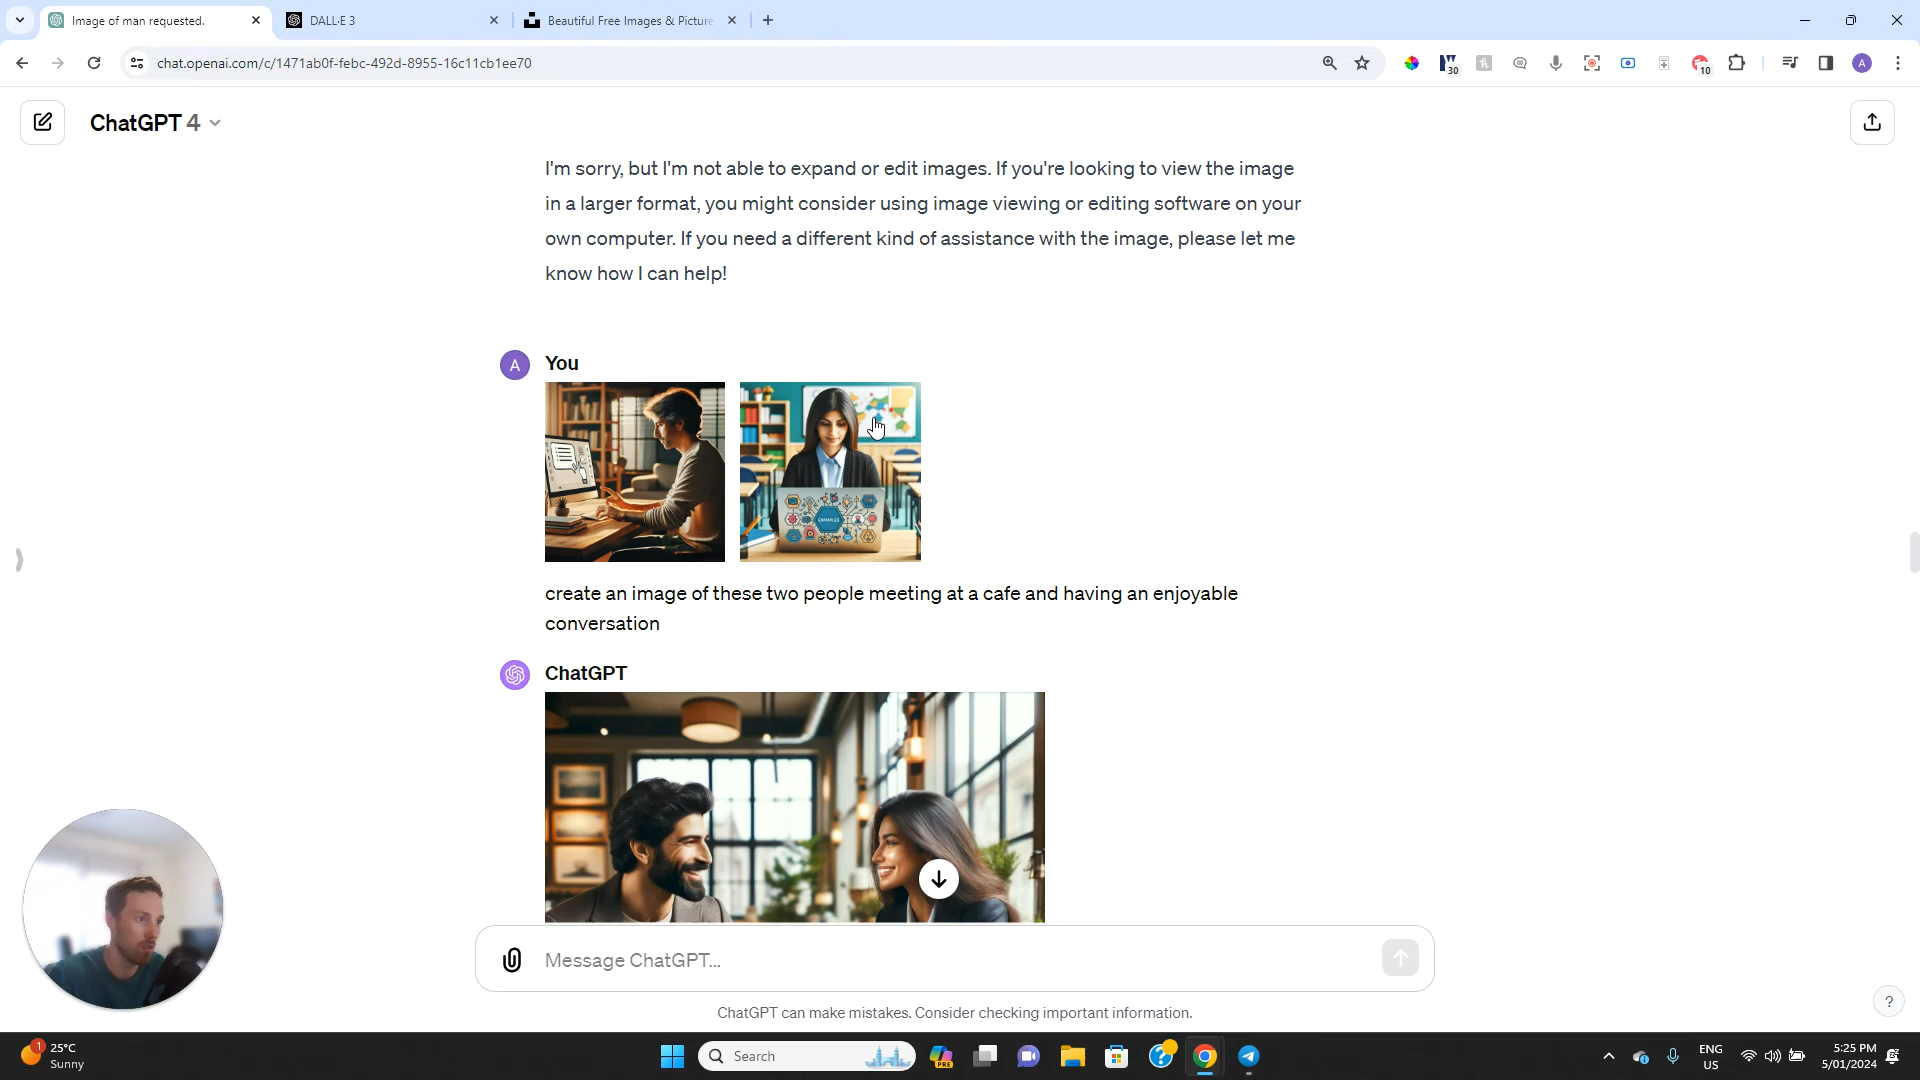 Image of man requested.
DALL·E 3
Beautiful Free Images & Picture
chat.openai.com/c/1471ab0f-febc-492d-8955-16c11cb1ee70
30
10
A
ChatGPT 4
I'm sorry, but I'm not able to expand or edit images. If you're looking to view the image
in a larger format, you might consider using image viewing or editing software on your
own computer. If you need a different kind of assistance with the image, please let me
know how I can help!
A
You
EXAMPLES
create an image of these two people meeting at a cafe and having an enjoyable
conversation
ChatGPT
Message ChatGPT...
ChatGPT can make mistakes. Consider checking important information.
?
1
25°C
Sunny
Search
PRE
ENG
US
5:25 PM
5/01/2024